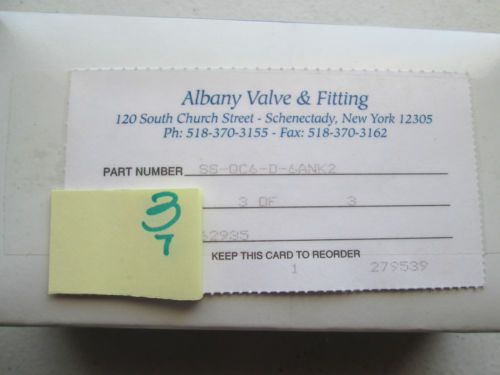 Albany Valve & Fitting
120 South Church Street - Schenectady, New York 12305
Ph: 518-370-3155 - Fax: 518-370-3162
PART NUMBER SS-QC6-D-6ANK2
3
7
3 OF 3
62935
KEEP THIS CARD TO REORDER
1 279539